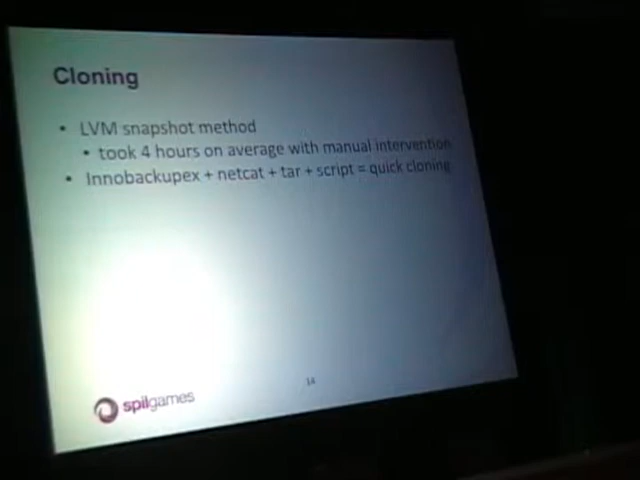 Cloning
• LVM snapshot method
• took 4 hours on average with manual intervention
• Innobackupex + netcat + tar + script = quick cloning
14
spilgames